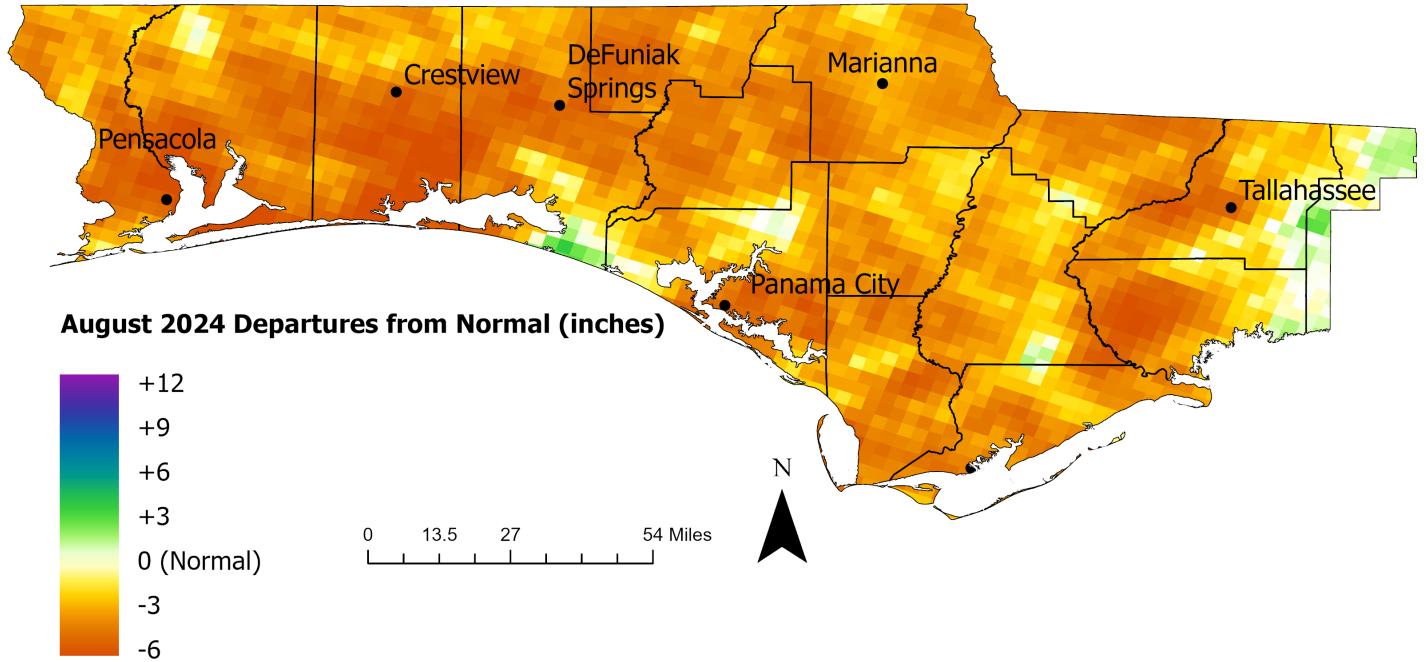 DeFuniak
Springs
Crestview
Marianna
Pensacola
Tallahassee
Panama City
August 2024 Departures from Normal (inches)
+12
+9
+6
+3
0 (Normal)
-3
-6
N
0 13.5 27 54 Miles